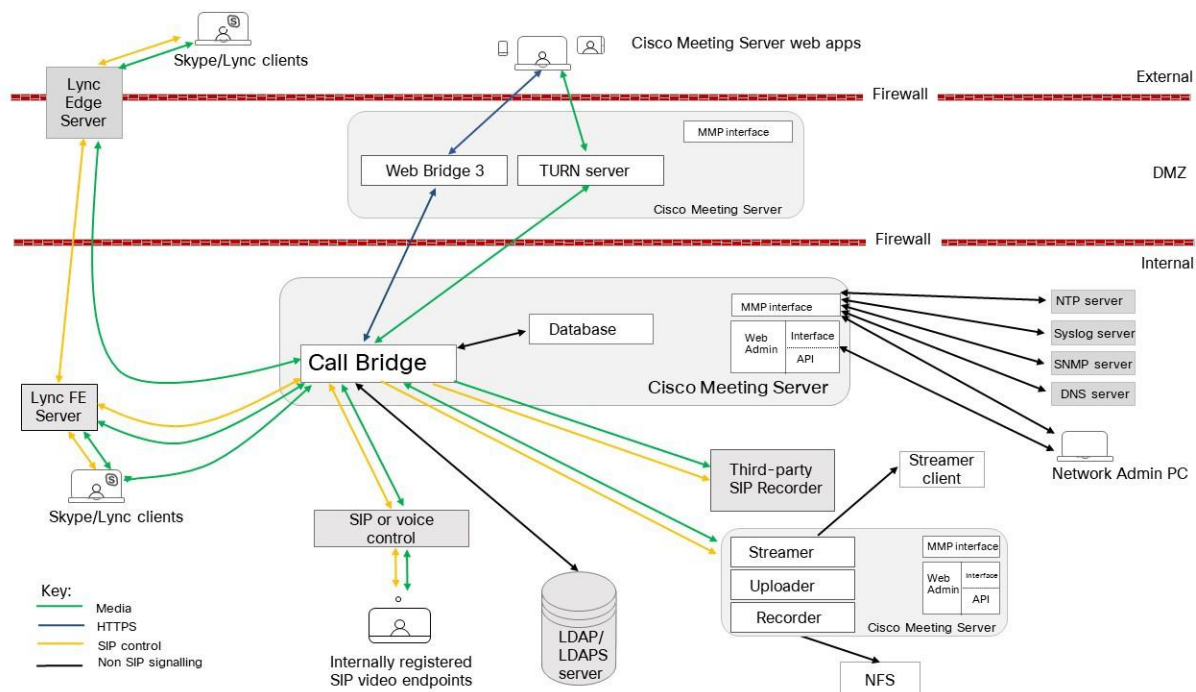 Skype/Lync clients
Cisco Meeting Server web apps
External
Lync
Edge
Server
Firewall
MMP interface
Web Bridge 3
TURN server
DMZ
Cisco Meeting Server
Firewall
Internal
MMP interface
NTP server
Database
Web
Admin
Interface
API
Syslog server
Call Bridge
SNMP server
Cisco Meeting Server
DNS server
Lync FE
Server
Network Admin PC
Third-party
SIP Recorder
Streamer
client
Skype/Lync clients
SIP or voice
control
Streamer
Uploader
Recorder
MMP interface
Web
Admin
Interface
API
Cisco Meeting Server
Key:
Media
HTTPS
SIP control
Non SIP signalling
Internally registered
SIP video endpoints
LDAP/
LDAPS
server
NFS